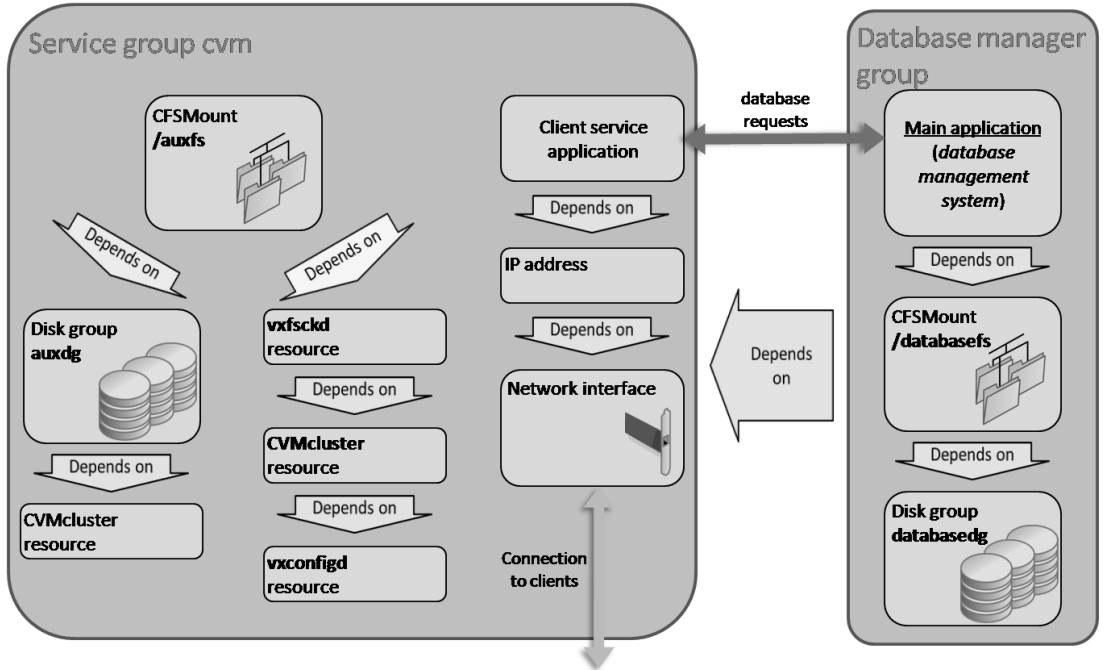 Service group cvm
CFSMount
/auxfs
Depends on
Depends on
Disk group
auxdg
Depends on
CVMcluster
resource
vxfsckd
resource
Depends on
CVMcluster
resource
Depends on
vxconfigd
resource
Client service
application
Depends on
IP address
Depends on
Network interface
Connection
to clients
database
requests
Depends
on
Database manager
group
Main application
(database
management
system)
Depends on
CFSMount
/databasefs
Depends on
Disk group
databasedg